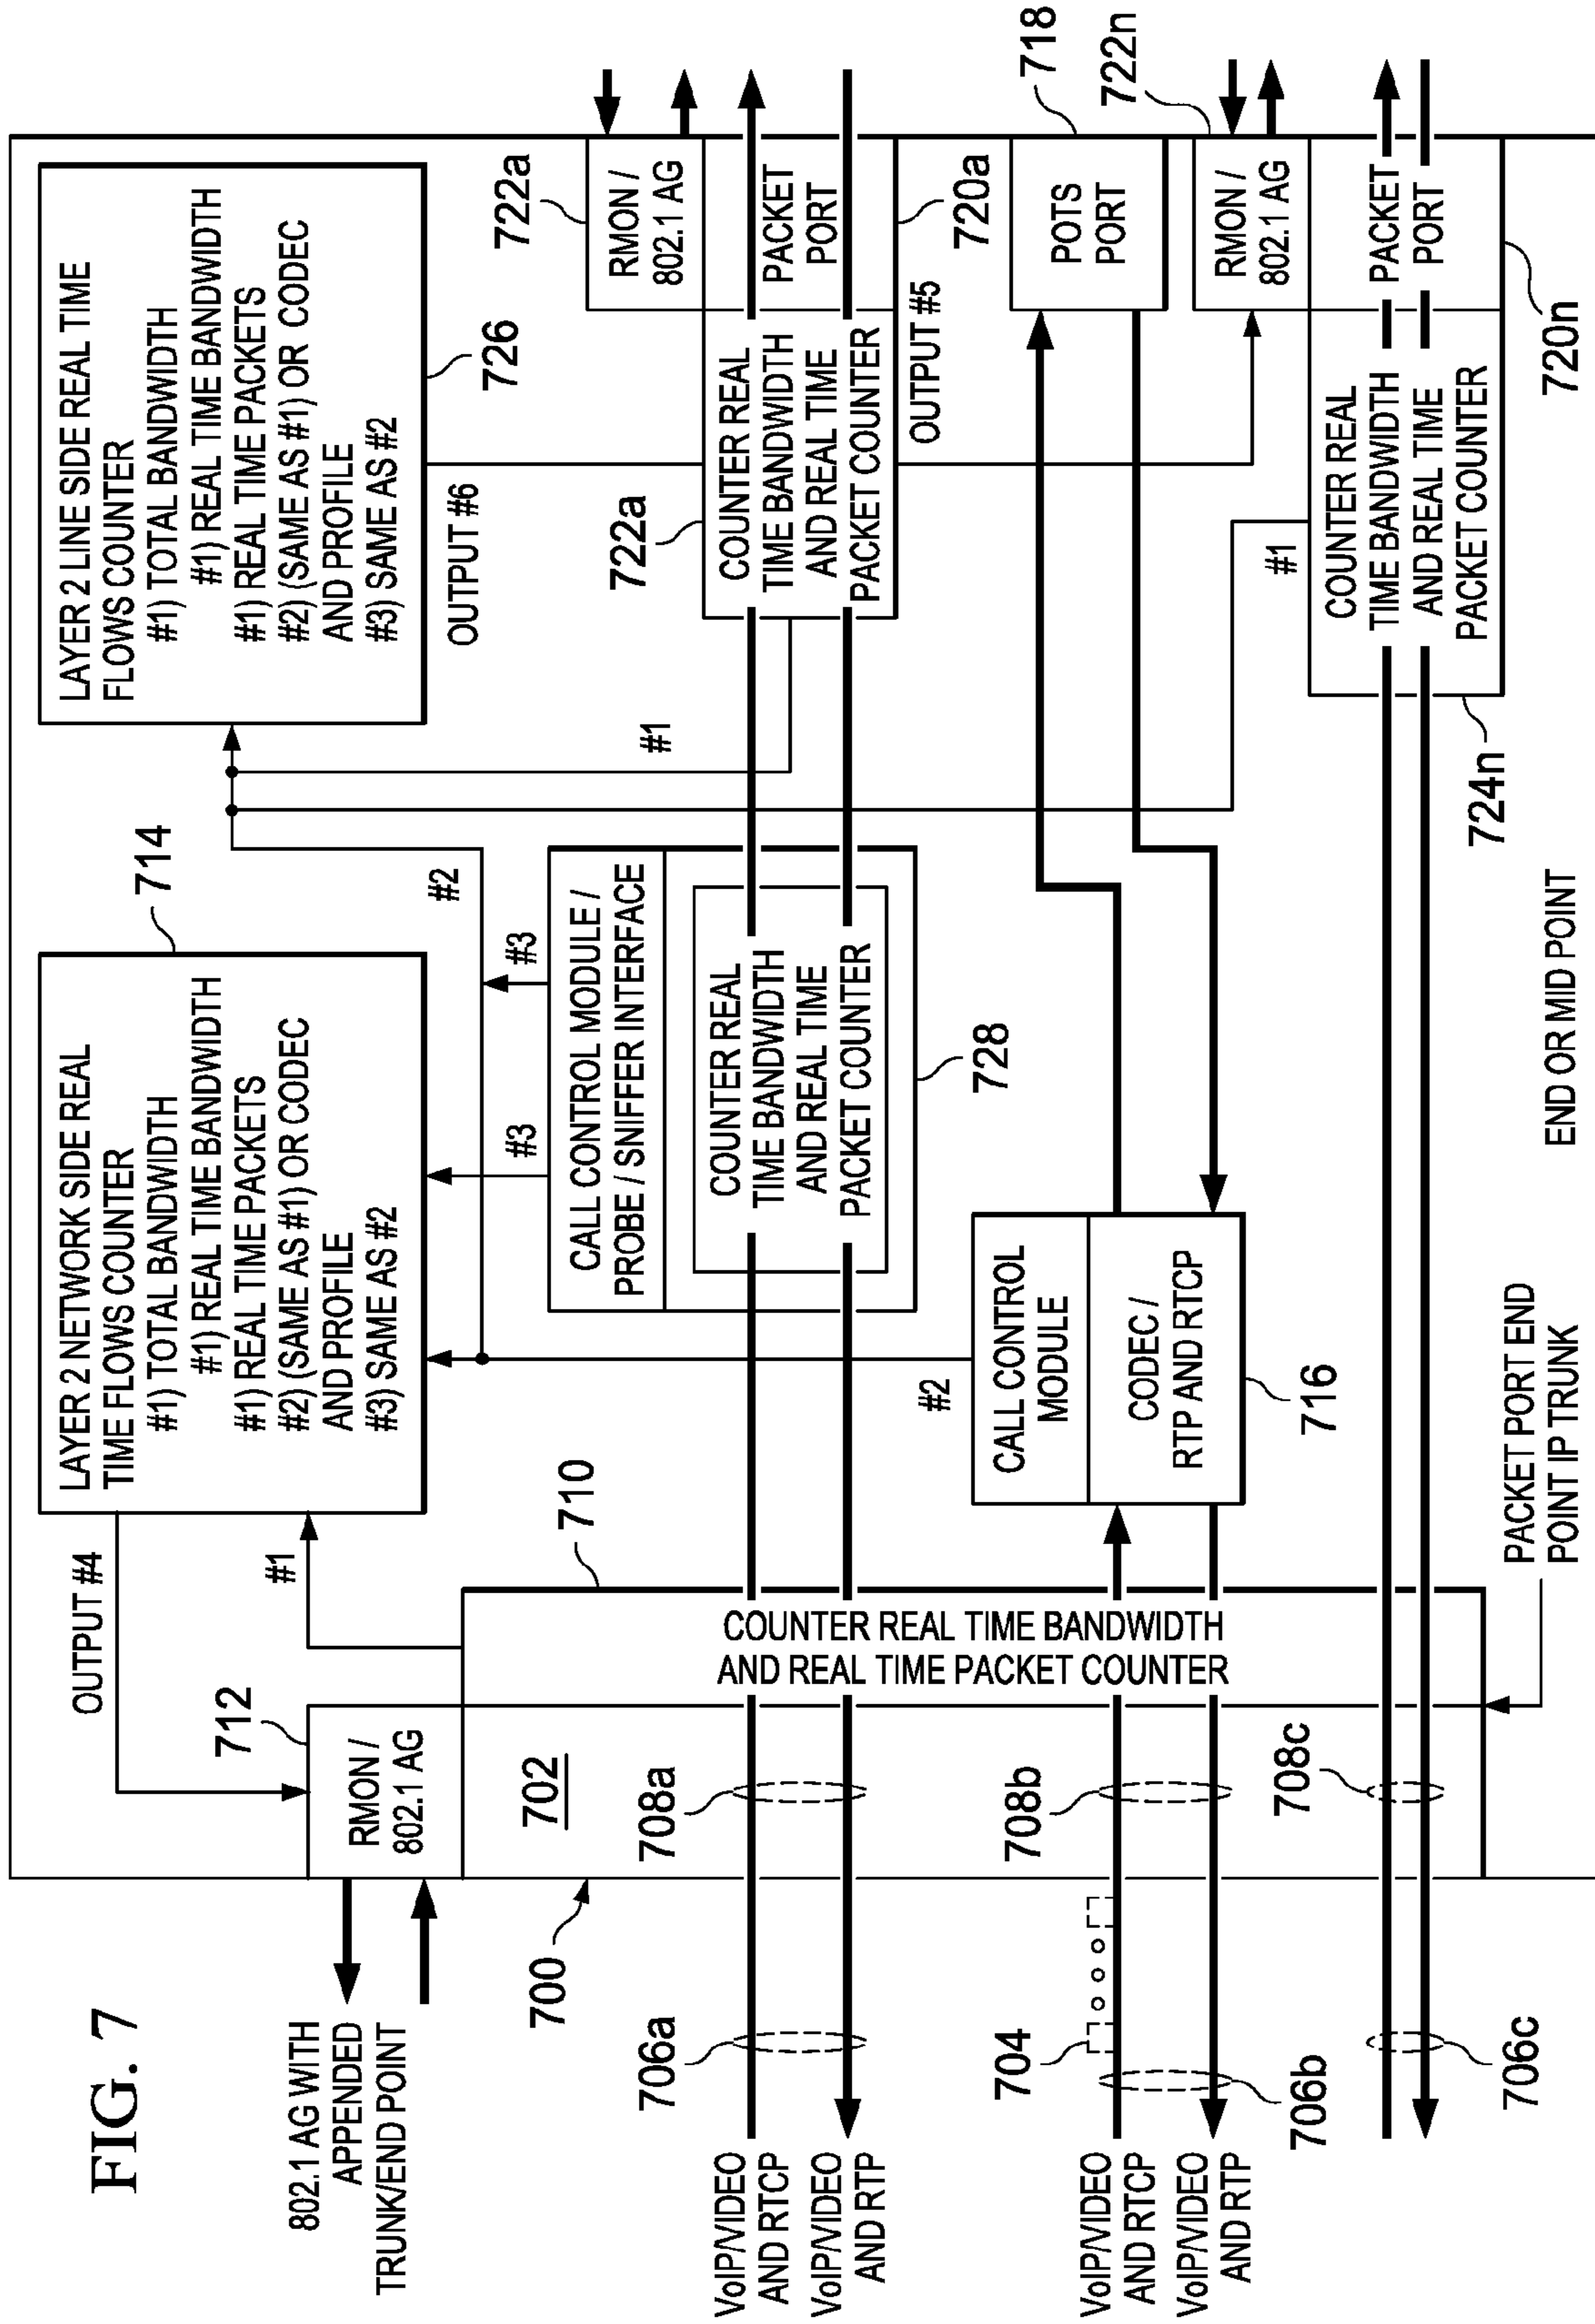 FIG. 7
802.1 AG WITH
APPENDED
TRUNK/END POINT
700
OUTPUT #4
712
RMON /
802.1 AG
702
#1
710
LAYER 2 NETWORK SIDE REAL
TIME FLOWS COUNTER
#1) TOTAL BANDWIDTH
#1) REAL TIME BANDWIDTH
#1) REAL TIME PACKETS
#2) (SAME AS #1) OR CODEC
AND PROFILE
#3) SAME AS #2
714
#2
LAYER 2 LINE SIDE REAL TIME
FLOWS COUNTER
#1) TOTAL BANDWIDTH
#1) REAL TIME BANDWIDTH
#1) REAL TIME PACKETS
#2) (SAME AS #1) OR CODEC
AND PROFILE
#3) SAME AS #2
726
OUTPUT #6
722a
RMON /
802.1 AG
#3
#3
CALL CONTROL MODULE /
PROBE / SNIFFER INTERFACE
COUNTER REAL
TIME BANDWIDTH
AND REAL TIME
PACKET COUNTER
728
#1
722a
COUNTER REAL
TIME BANDWIDTH
AND REAL TIME
PACKET COUNTER
PACKET
PORT
OUTPUT #5
720a
706a
708a
VoIP/VIDEO
AND RTCP
VoIP/VIDEO
AND RTP
COUNTER REAL TIME BANDWIDTH
AND REAL TIME PACKET COUNTER
#2
CALL CONTROL
MODULE
CODEC /
RTP AND RTCP
716
POTS
PORT
718
704
708b
VoIP/VIDEO
AND RTCP
VoIP/VIDEO
AND RTP
706b
722n
RMON /
802.1 AG
#1
COUNTER REAL
TIME BANDWIDTH
AND REAL TIME
PACKET COUNTER
PACKET
PORT
724n
720n
708c
706c
PACKET PORT END
POINT IP TRUNK
END OR MID POINT